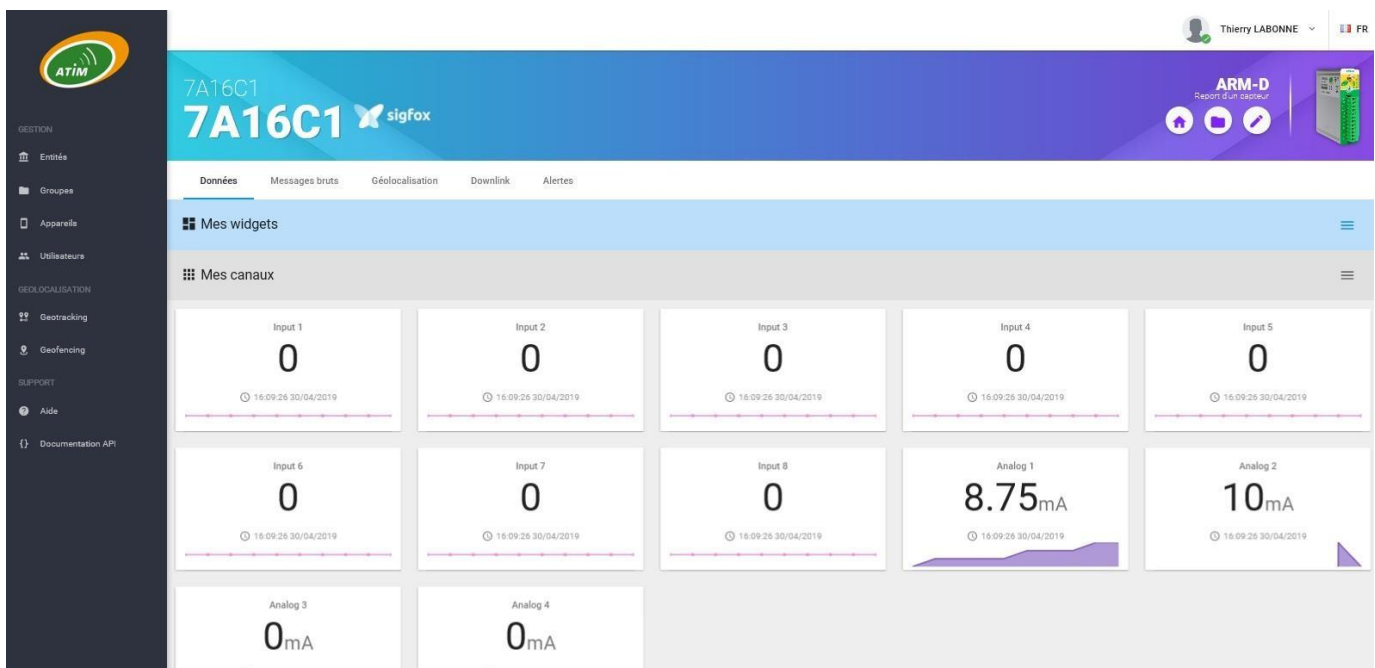 Thierry LABONNE
FR
ATiM
7A16C1
7A16C1
sigfox
ARM-D
Report d'un capteur
GESTION
Entités
Groupes
Appareils
Utilisateurs
GEOLOCALISATION
Geotracking
Geofencing
SUPPORT
Aide
{} Documentation API
Données Messages bruts Géolocalisation Downlink Alertes
Mes widgets
Mes canaux
Input 1 Input 2 Input 3 Input 4 Input 5
0 0 0 0 0
16:09:26 30/04/2019 16:09:26 30/04/2019 16:09:26 30/04/2019 16:09:26 30/04/2019 16:09:26 30/04/2019
Input 6 Input 7 Input 8 Analog 1 Analog 2
0 0 0 8.75mA 10mA
16:09:26 30/04/2019 16:09:26 30/04/2019 16:09:26 30/04/2019 16:09:26 30/04/2019 16:09:26 30/04/2019
Analog 3 Analog 4
0mA 0mA